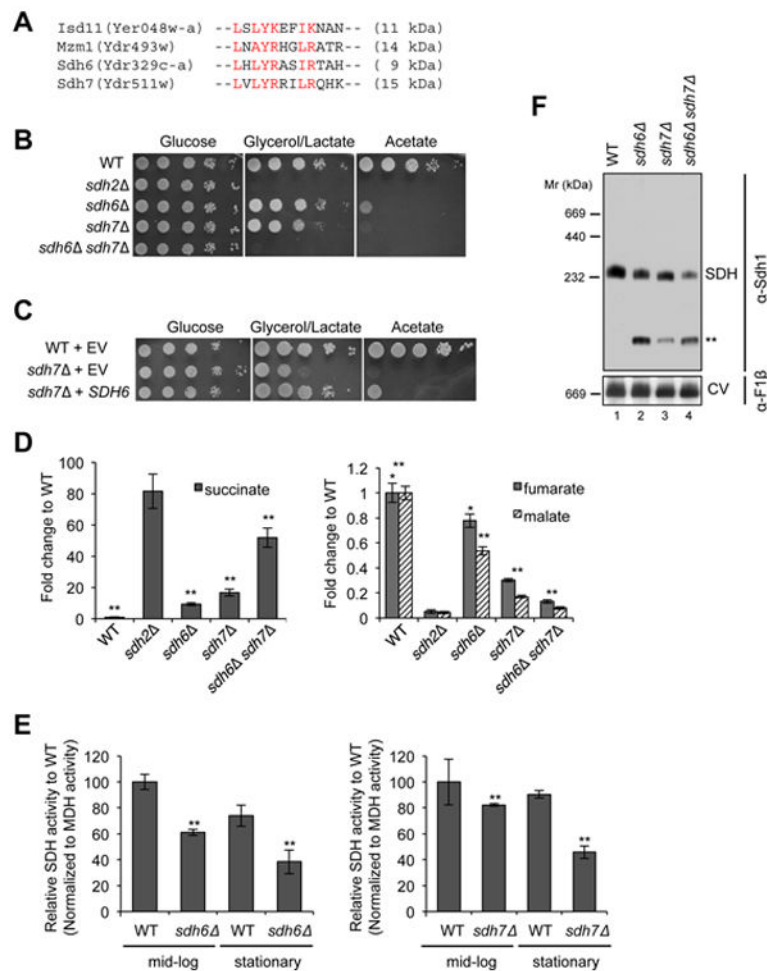 A
Isd11(Yer048w-a) --LSLYKEFIKNAN-- (11 kDa)
Mzm1(Ydr493w) --LNAYRHGLRATR-- (14 kDa)
Sdh6(Ydr329c-a) --LHLYRASIRTAH-- ( 9 kDa)
Sdh7(Ydr511w) --LVLYRRILRQHK-- (15 kDa)
B
Glucose Glycerol/Lactate Acetate
WT
sdh2Δ
sdh6Δ
sdh7Δ
sdh6Δ sdh7Δ
C
Glucose Glycerol/Lactate Acetate
WT + EV
sdh7Δ + EV
sdh7Δ + SDH6
D
Fold change to WT
100
80
60
40
20
0
succinate
** ** ** **
WT sdh2Δ sdh6Δ sdh7Δ sdh6Δ sdh7Δ
Fold change to WT
1.2
1
0.8
0.6
0.4
0.2
0
fumarate
malate
* ** * ** ** **
WT sdh2Δ sdh6Δ sdh7Δ sdh6Δ sdh7Δ
E
Relative SDH activity to WT
(Normalized to MDH activity)
120
100
80
60
40
20
0
** **
WT sdh6Δ WT sdh6Δ
mid-log stationary
Relative SDH activity to WT
(Normalized to MDH activity)
120
100
80
60
40
20
0
** **
WT sdh7Δ WT sdh7Δ
mid-log stationary
F
WT sdh6Δ sdh7Δ sdh6Δ sdh7Δ
Mr (kDa)
669
440
232
SDH
**
α-Sdh1
669
CV
α-F1β
1 2 3 4